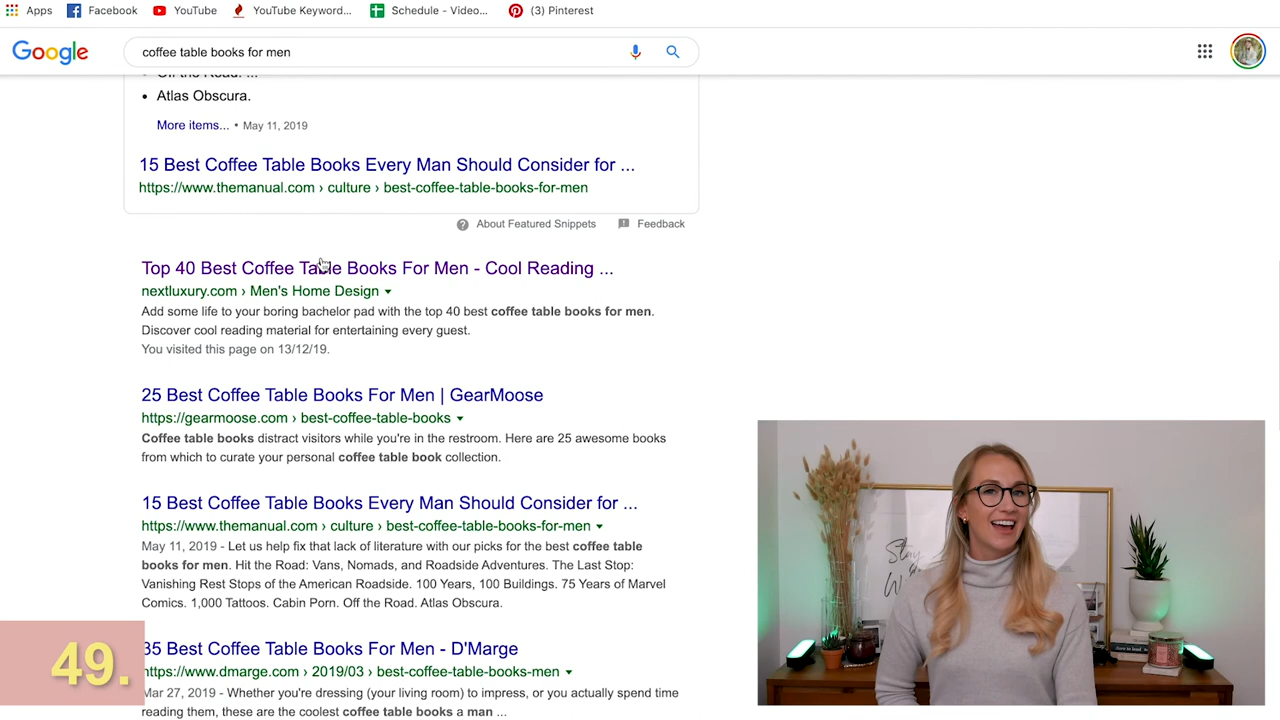 Apps Facebook YouTube YouTube Keyword... Schedule - Video... (3) Pinterest
Google coffee table books for men
Off the Road. ...
Atlas Obscura.
More items... • May 11, 2019
15 Best Coffee Table Books Every Man Should Consider for ...
https://www.themanual.com › culture › best-coffee-table-books-for-men
About Featured Snippets Feedback
Top 40 Best Coffee Table Books For Men - Cool Reading ...
nextluxury.com › Men's Home Design
Add some life to your boring bachelor pad with the top 40 best coffee table books for men.
Discover cool reading material for entertaining every guest.
You visited this page on 13/12/19.
25 Best Coffee Table Books For Men | GearMoose
https://gearmoose.com › best-coffee-table-books
Coffee table books distract visitors while you're in the restroom. Here are 25 awesome books
from which to curate your personal coffee table book collection.
15 Best Coffee Table Books Every Man Should Consider for ...
https://www.themanual.com › culture › best-coffee-table-books-for-men
May 11, 2019 - Let us help fix that lack of literature with our picks for the best coffee table
books for men. Hit the Road: Vans, Nomads, and Roadside Adventures. The Last Stop:
Vanishing Rest Stops of the American Roadside. 100 Years, 100 Buildings. 75 Years of Marvel
Comics. 1,000 Tattoos. Cabin Porn. Off the Road. Atlas Obscura.
35 Best Coffee Table Books For Men - D'Marge
https://www.dmarge.com › 2019/03 › best-coffee-table-books-men
Mar 27, 2019 - Whether you're dressing (your living room) to impress, or you actually spend time
reading them, these are the coolest coffee table books a man ...
49.
Stay